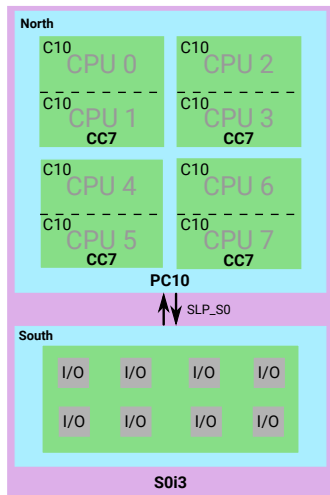 North
C10 C10
CPU 0 CPU 2
C10 C10
CPU 1 CPU 3
CC7 CC7
C10 C10
CPU 4 CPU 6
C10 C10
CPU 5 CPU 7
CC7 CC7
PC10
SLP_S0
South
I/O I/O I/O I/O
I/O I/O I/O I/O
S0i3